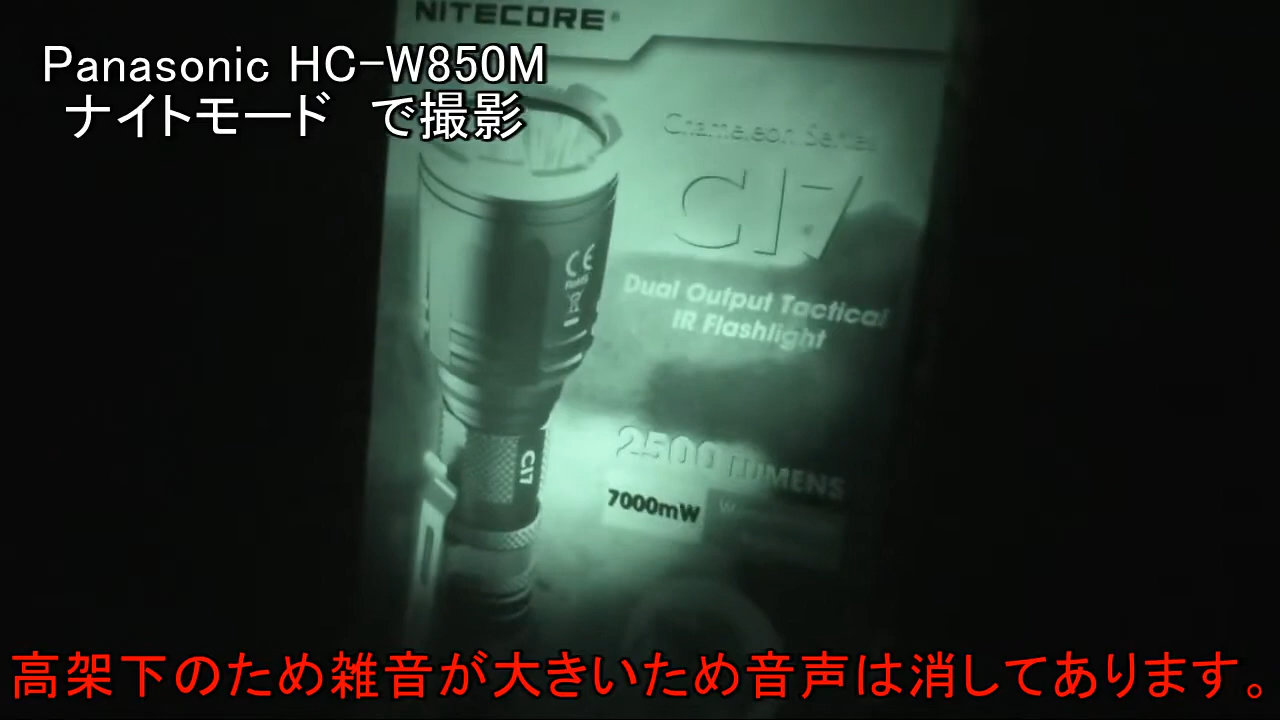 NITECORE®
Panasonic HC-W850M
ナイトモード　で撮影
Chameleon Series
CI7
CE
RoHS
Dual Output Tactical
IR Flashlight
CI7
2500 LUMENS
7000mW
高架下のため雑音が大きいため音声は消してあります。